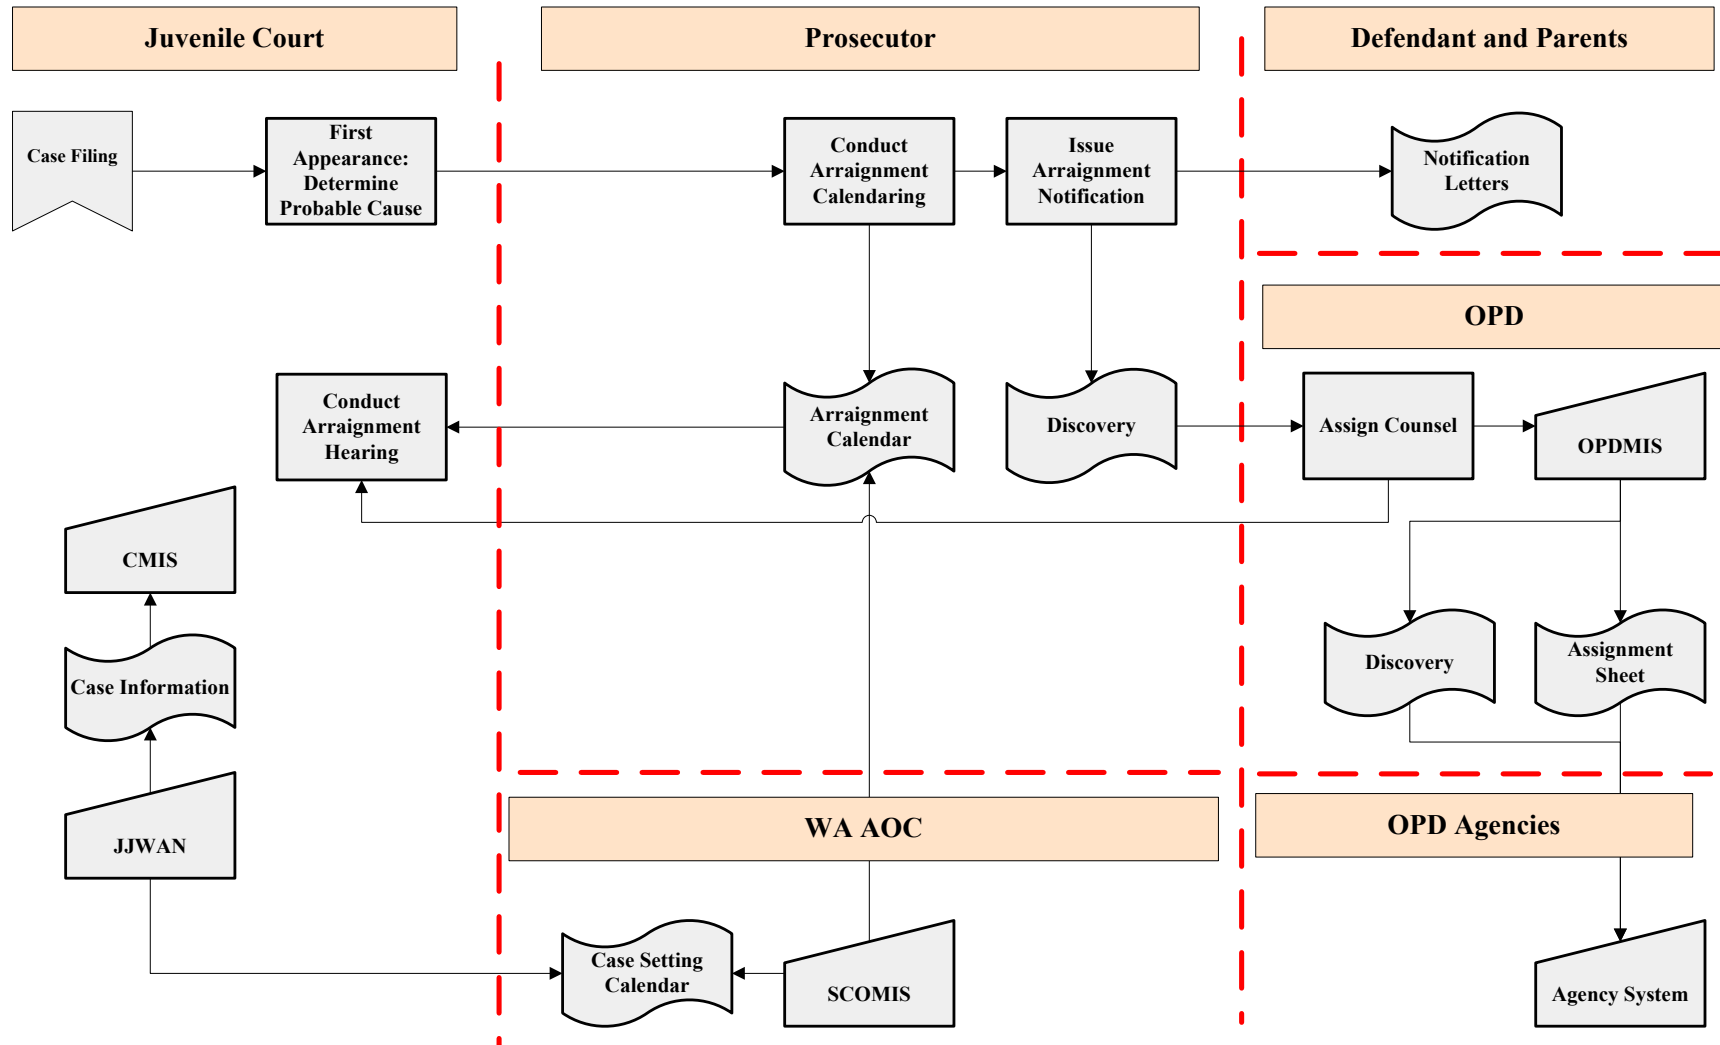 Juvenile Court
Prosecutor
Defendant and Parents
Case Filing
First
Appearance:
Determine
Probable Cause
Conduct
Arraignment
Calendaring
Issue
Arraignment
Notification
Notification
Letters
OPD
Conduct
Arraignment
Hearing
Arraignment
Calendar
Discovery
Assign Counsel
OPDMIS
CMIS
Case Information
Discovery
Assignment
Sheet
JJWAN
WA AOC
OPD Agencies
Case Setting
Calendar
SCOMIS
Agency System